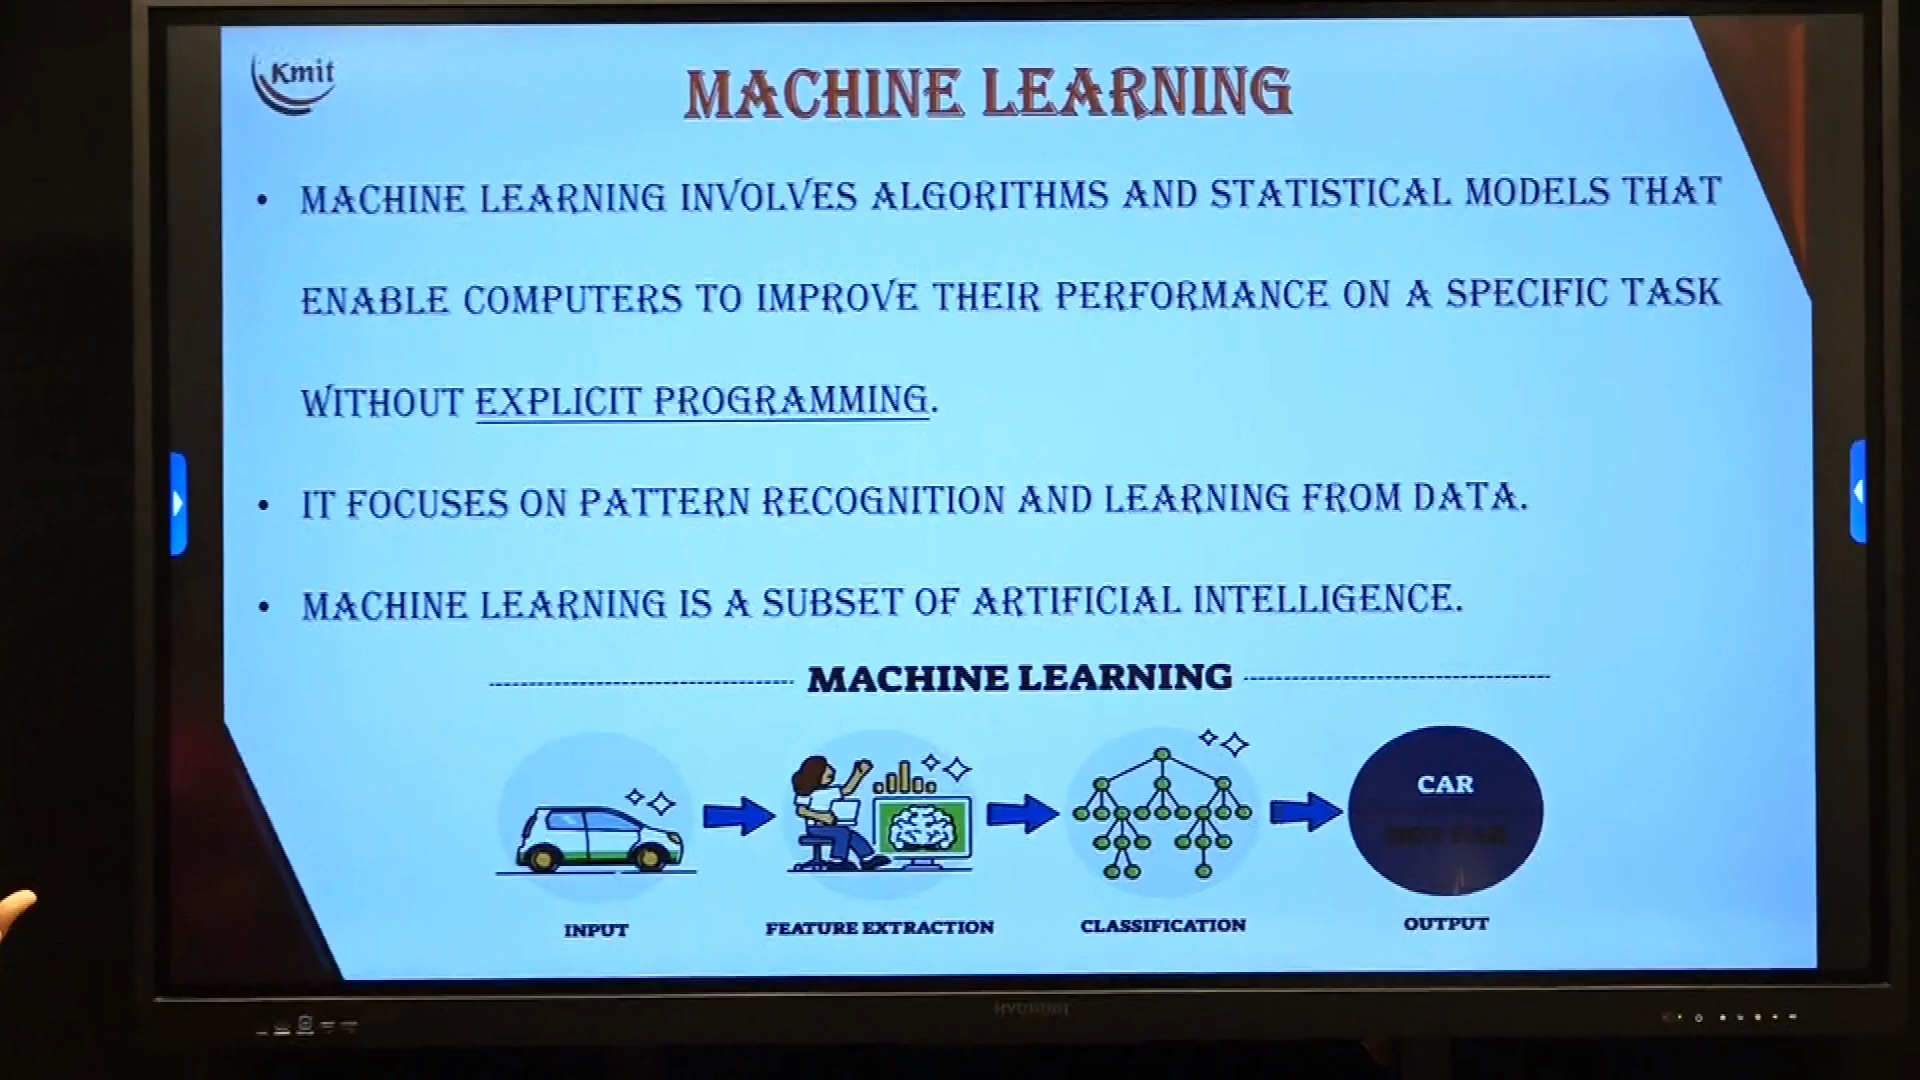 Kmit
MACHINE LEARNING
• MACHINE LEARNING INVOLVES ALGORITHMS AND STATISTICAL MODELS THAT
ENABLE COMPUTERS TO IMPROVE THEIR PERFORMANCE ON A SPECIFIC TASK
WITHOUT EXPLICIT PROGRAMMING.
• IT FOCUSES ON PATTERN RECOGNITION AND LEARNING FROM DATA.
• MACHINE LEARNING IS A SUBSET OF ARTIFICIAL INTELLIGENCE.
MACHINE LEARNING
CAR
INPUT
FEATURE EXTRACTION
CLASSIFICATION
OUTPUT